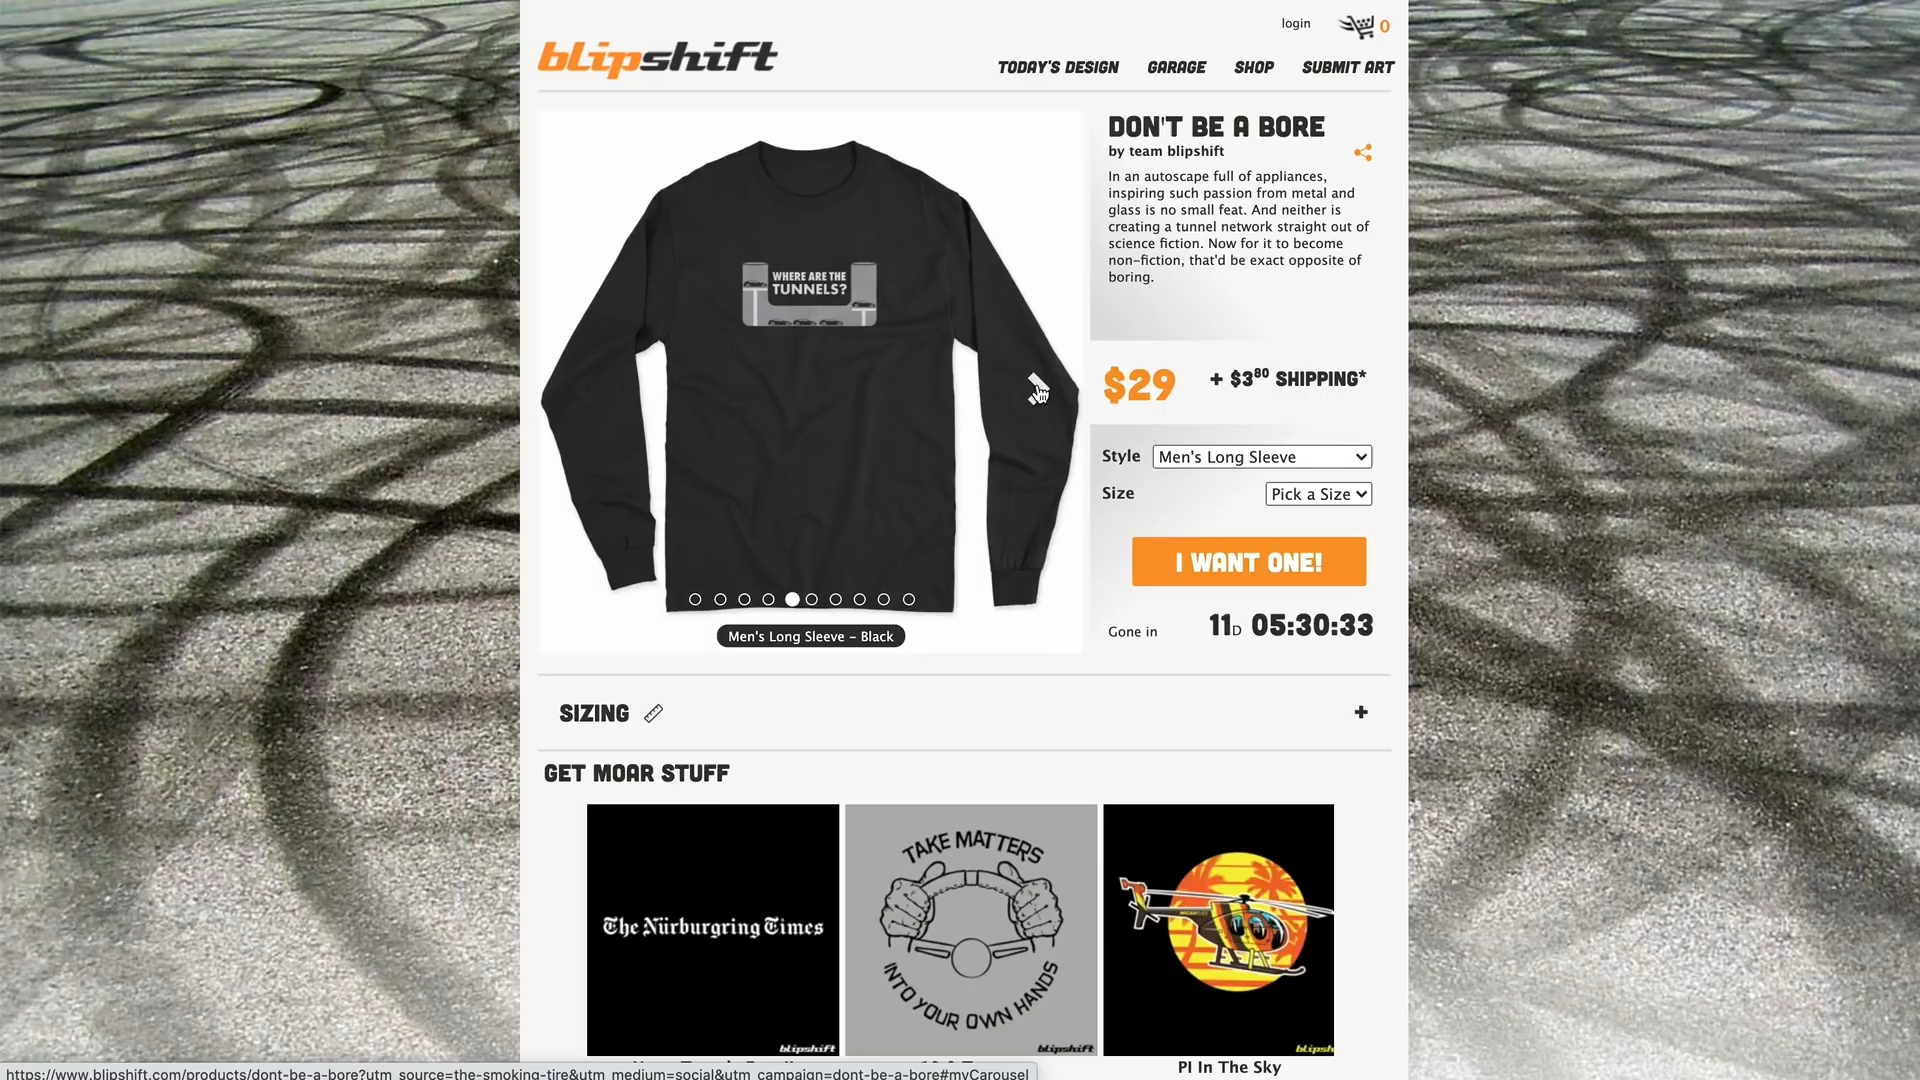 login
0
blipshift
TODAY'S DESIGN GARAGE SHOP SUBMIT ART
WHERE ARE THE
TUNNELS?
Men's Long Sleeve – Black
DON'T BE A BORE
by team blipshift
In an autoscape full of appliances,
inspiring such passion from metal and
glass is no small feat. And neither is
creating a tunnel network straight out of
science fiction. Now for it to become
non-fiction, that'd be exact opposite of
boring.
$29 + $3⁸⁰ SHIPPING*
Style Men's Long Sleeve
Size Pick a Size
I WANT ONE!
Gone in 11D 05:30:33
SIZING +
GET MOAR STUFF
The Nürburgring Times
blipshift
TAKE MATTERS
INTO YOUR OWN HANDS
blipshift
blipsh
PI In The Sky
https://www.blipshift.com/products/dont-be-a-bore?utm_source=the-smoking-tire&utm_medium=social&utm_campaign=dont-be-a-bore#myCarousel